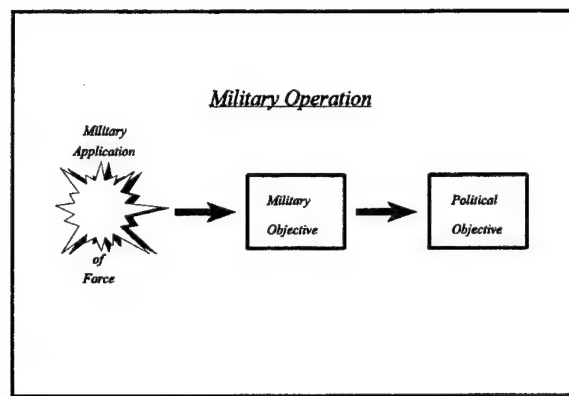 Military Operation
Military
Application
of
Force
Military
Objective
Political
Objective